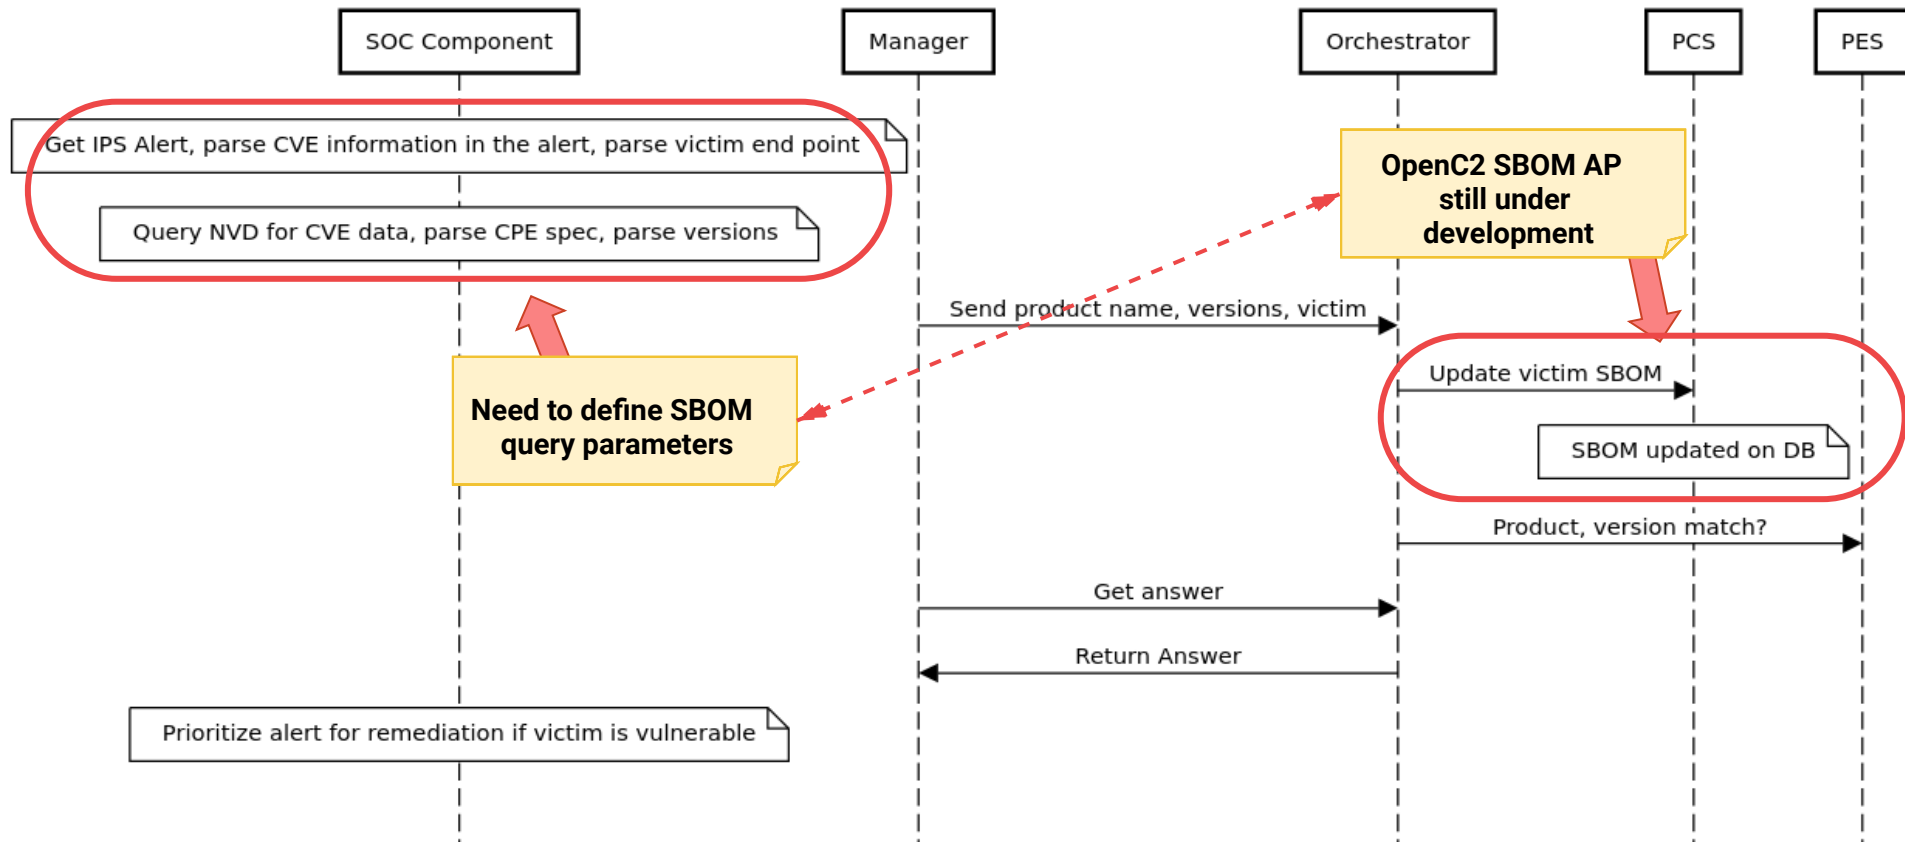 SOC Component
Manager
Orchestrator
PCS
PES
Get IPS Alert, parse CVE information in the alert, parse victim end point
OpenC2 SBOM AP
still under
development
Query NVD for CVE data, parse CPE spec, parse versions
Send product name, versions, victim
Update victim SBOM
Need to define SBOM
query parameters
SBOM updated on DB
Product, version match?
Get answer
Return Answer
Prioritize alert for remediation if victim is vulnerable